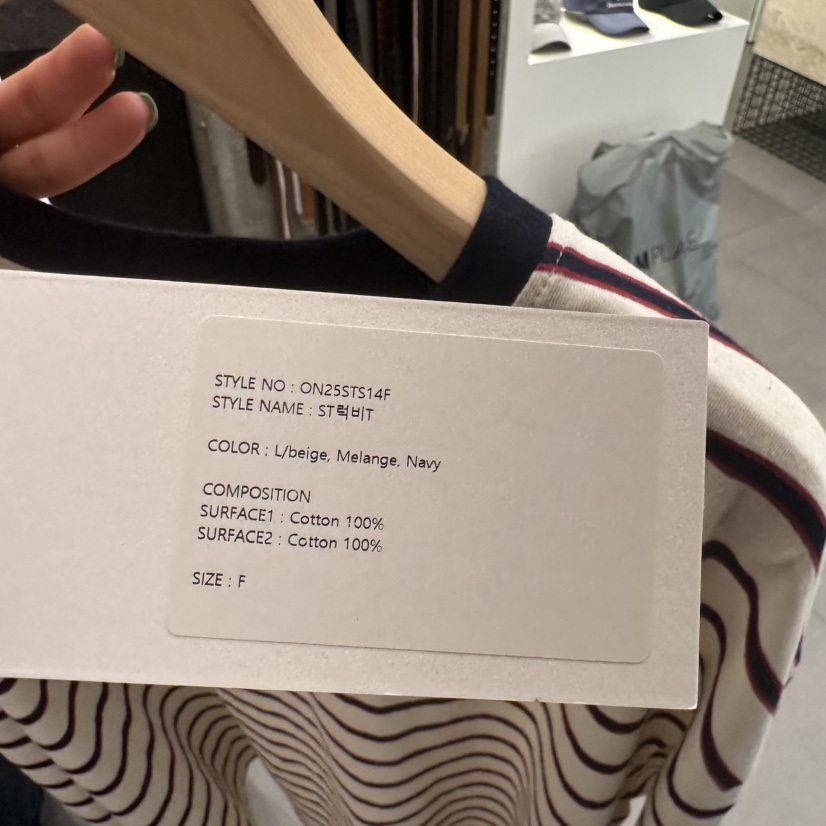 STYLE NO : ON25STS14F
STYLE NAME : ST럭비T
COLOR : L/beige, Melange, Navy
COMPOSITION
SURFACE1 : Cotton 100%
SURFACE2 : Cotton 100%
SIZE : F